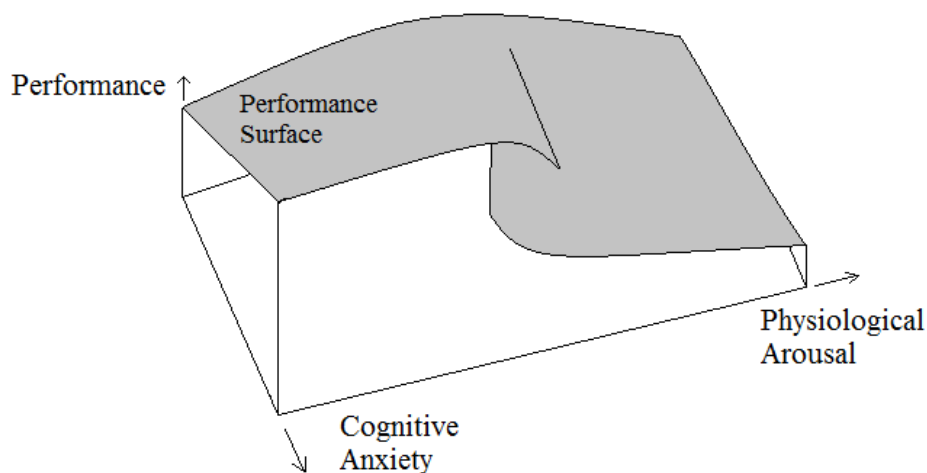 Performance
Performance
Surface
Physiological
Arousal
Cognitive
Anxiety